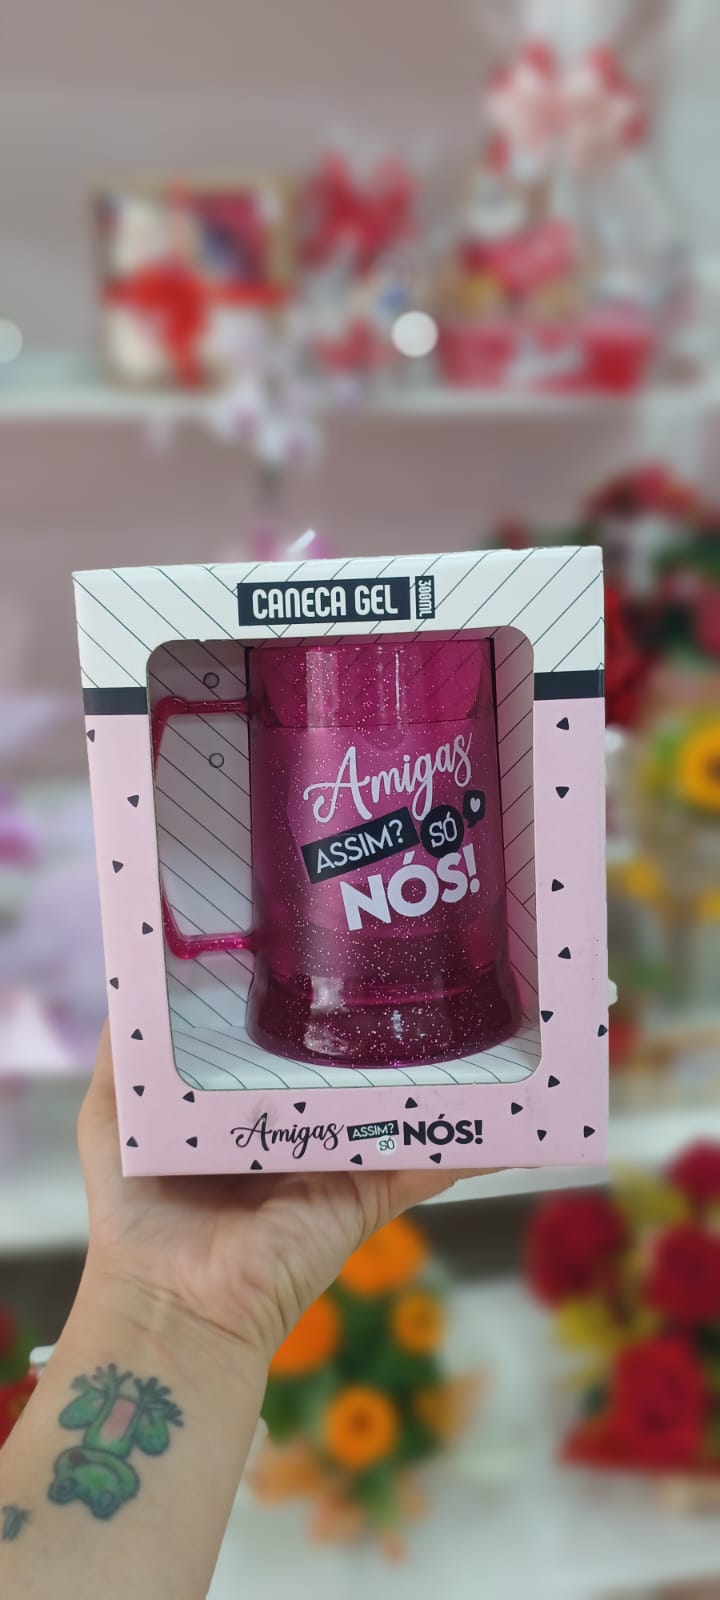 CANECA GEL 300ML
Amigas
ASSIM? SÓ
NÓS!
Amigas ASSIM? SÓ NÓS!